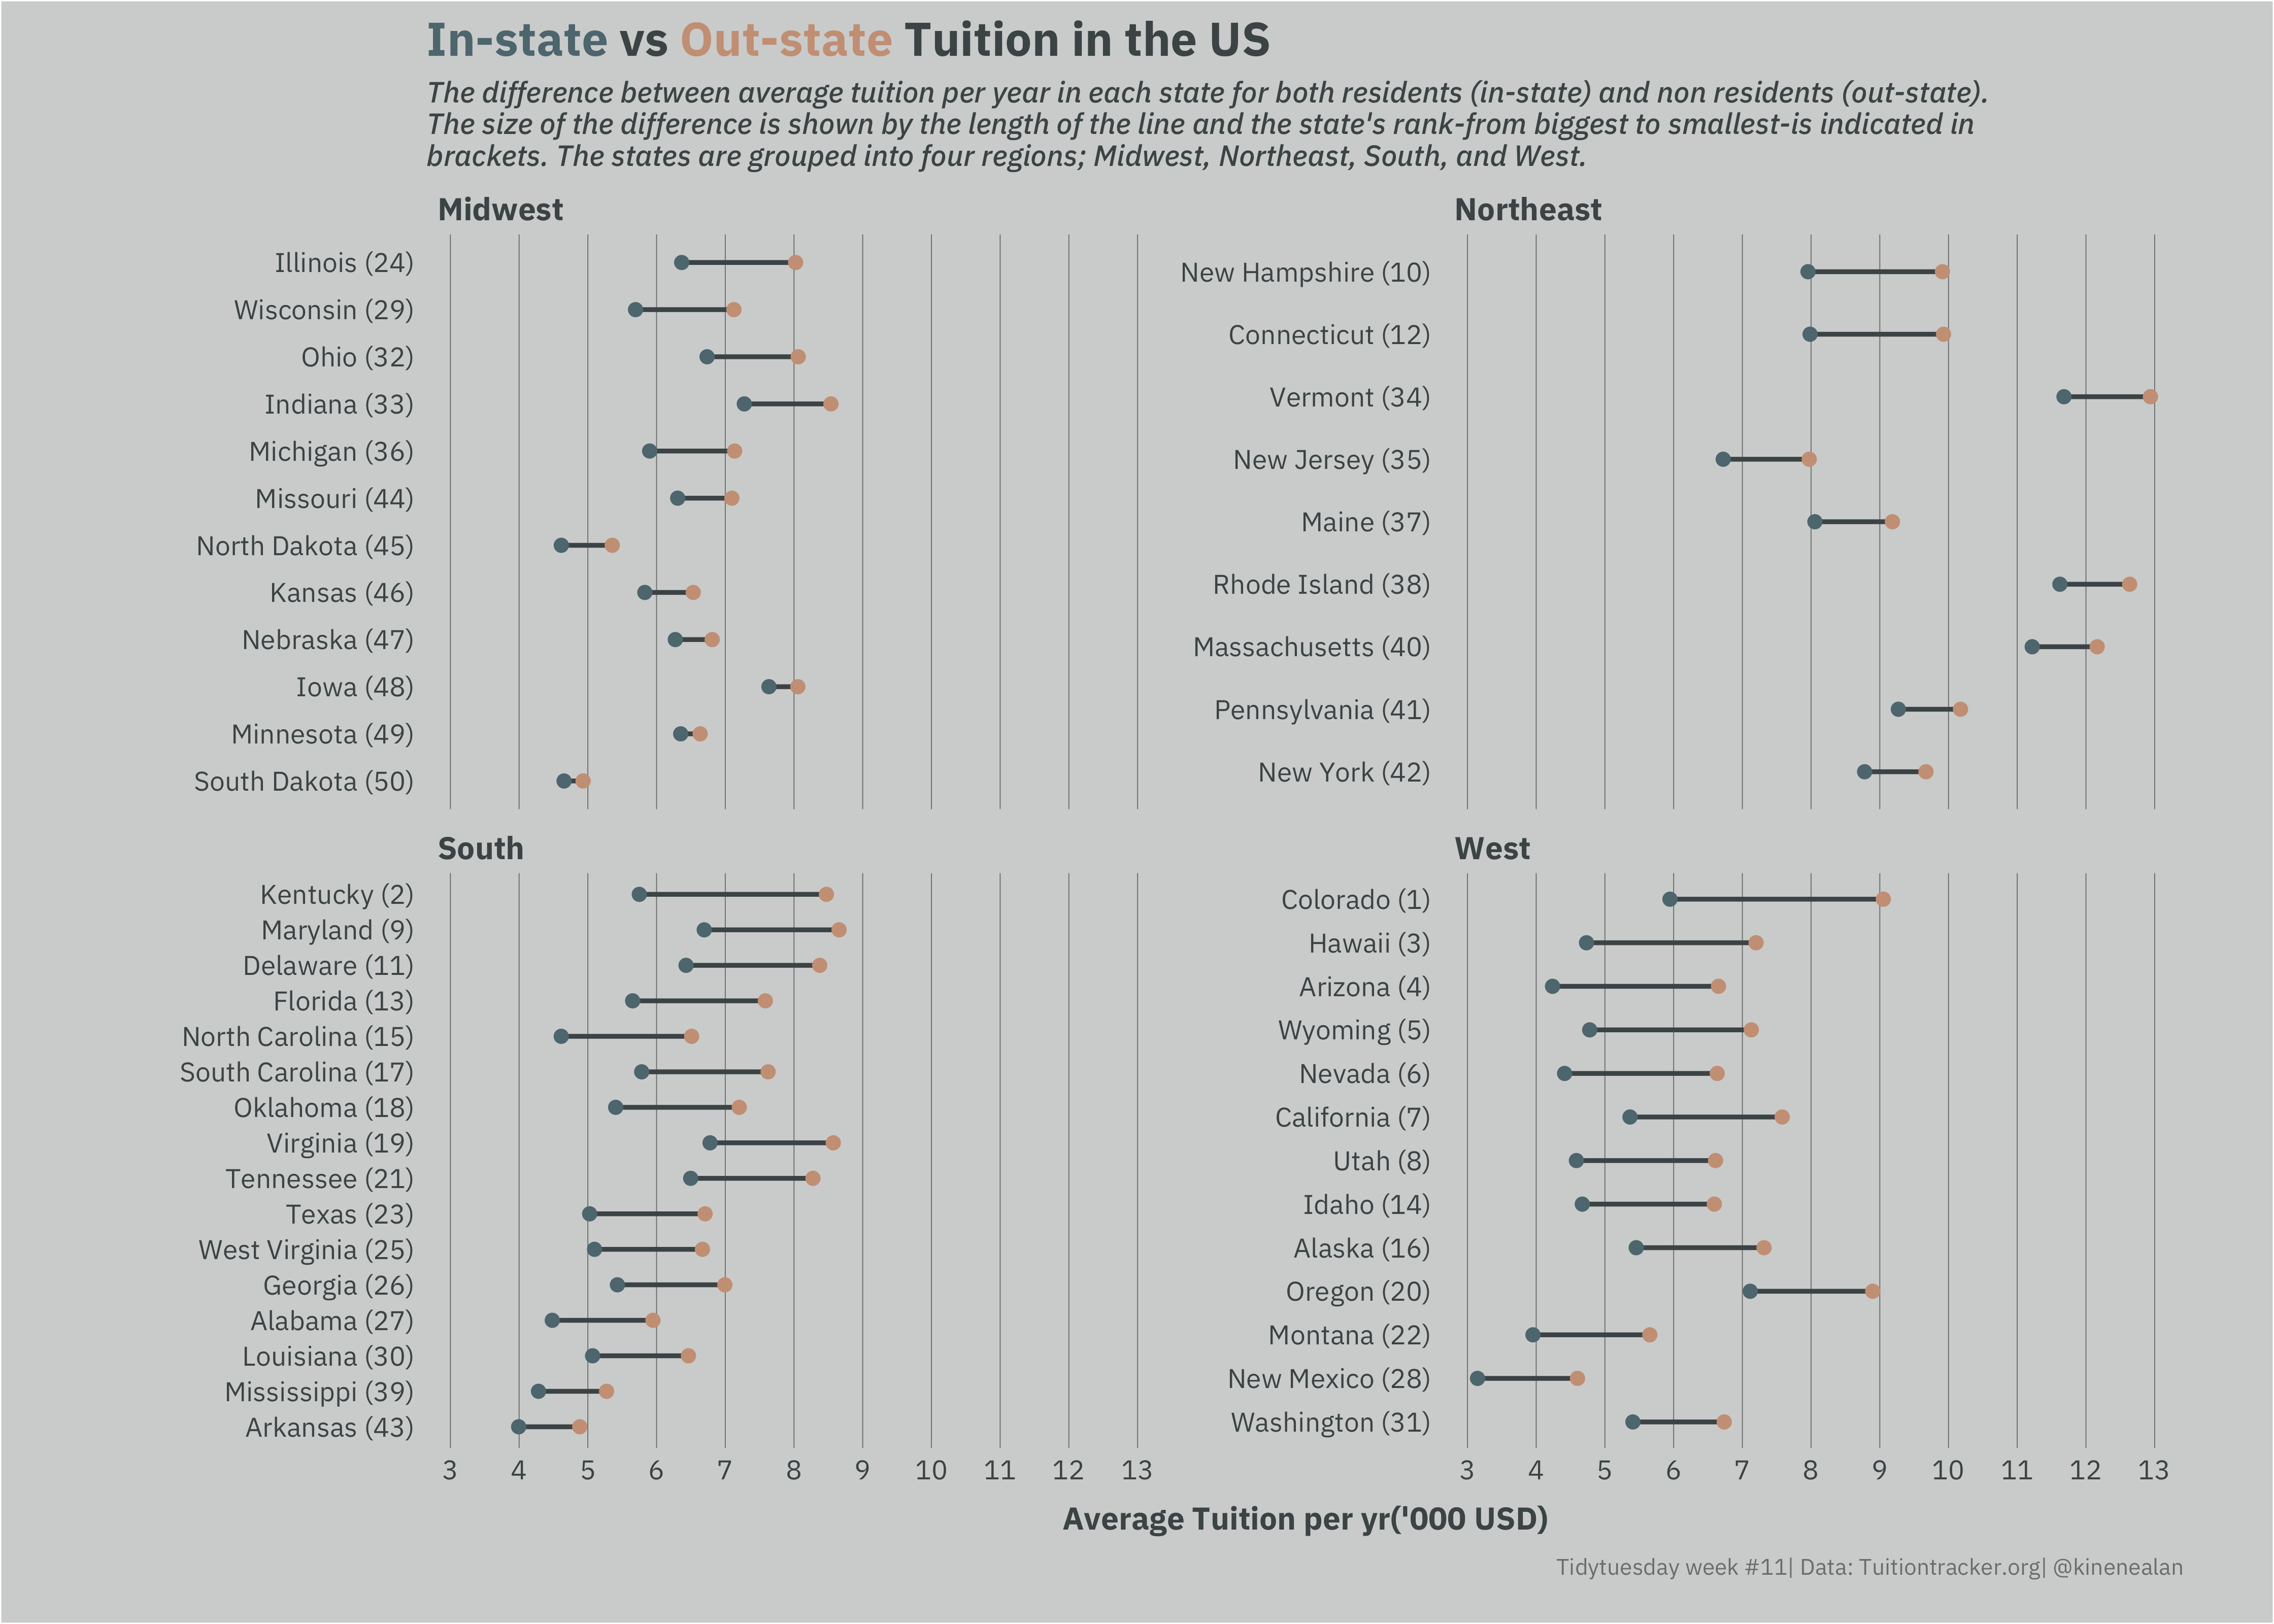 In-state vs Out-state Tuition in the US
The difference between average tuition per year in each state for both residents (in-state) and non residents (out-state).
The size of the difference is shown by the length of the line and the state's rank-from biggest to smallest-is indicated in
brackets. The states are grouped into four regions; Midwest, Northeast, South, and West.
Midwest
Illinois (24)
Wisconsin (29)
Ohio (32)
Indiana (33)
Michigan (36)
Missouri (44)
North Dakota (45)
Kansas (46)
Nebraska (47)
Iowa (48)
Minnesota (49)
South Dakota (50)
Northeast
New Hampshire (10)
Connecticut (12)
Vermont (34)
New Jersey (35)
Maine (37)
Rhode Island (38)
Massachusetts (40)
Pennsylvania (41)
New York (42)
South
Kentucky (2)
Maryland (9)
Delaware (11)
Florida (13)
North Carolina (15)
South Carolina (17)
Oklahoma (18)
Virginia (19)
Tennessee (21)
Texas (23)
West Virginia (25)
Georgia (26)
Alabama (27)
Louisiana (30)
Mississippi (39)
Arkansas (43)
3 4 5 6 7 8 9 10 11 12 13
West
Colorado (1)
Hawaii (3)
Arizona (4)
Wyoming (5)
Nevada (6)
California (7)
Utah (8)
Idaho (14)
Alaska (16)
Oregon (20)
Montana (22)
New Mexico (28)
Washington (31)
3 4 5 6 7 8 9 10 11 12 13
Average Tuition per yr('000 USD)
Tidytuesday week #11| Data: Tuitiontracker.org| @kinenealan